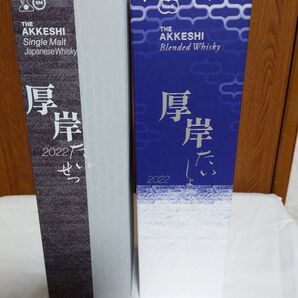 THE
AKKESHI
Single Malt
Japanese Whisky
厚岸
たいせつ
2022
THE
AKKESHI
Blended Whisky
厚岸
たいしょ
2022